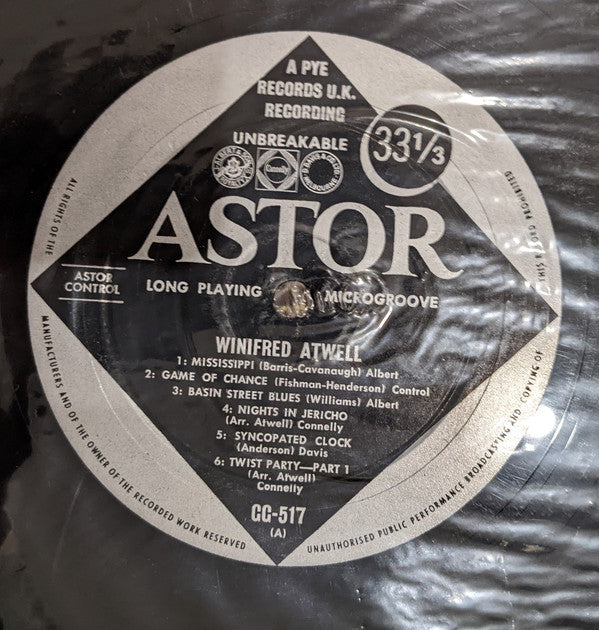 A PYE
RECORDS U.K.
RECORDING
UNBREAKABLE
33⅓
Connelly
ASTOR
ASTOR
CONTROL
LONG PLAYING
MICROGROOVE
WINIFRED ATWELL
1: MISSISSIPPI (Barris-Cavanaugh) Albert
2: GAME OF CHANCE (Fishman-Henderson) Control
3: BASIN STREET BLUES (Williams) Albert
4: NIGHTS IN JERICHO
(Arr. Atwell) Connelly
5: SYNCOPATED CLOCK
(Anderson) Davis
6: TWIST PARTY—PART 1
(Arr. Atwell)
Connelly
GG-517
(A)
ALL RIGHTS OF THE
MANUFACTURERS AND OF THE OWNER OF THE RECORDED WORK RESERVED
UNAUTHORISED PUBLIC PERFORMANCE BROADCASTING AND COPYING OF
THIS RECORD PROHIBITED